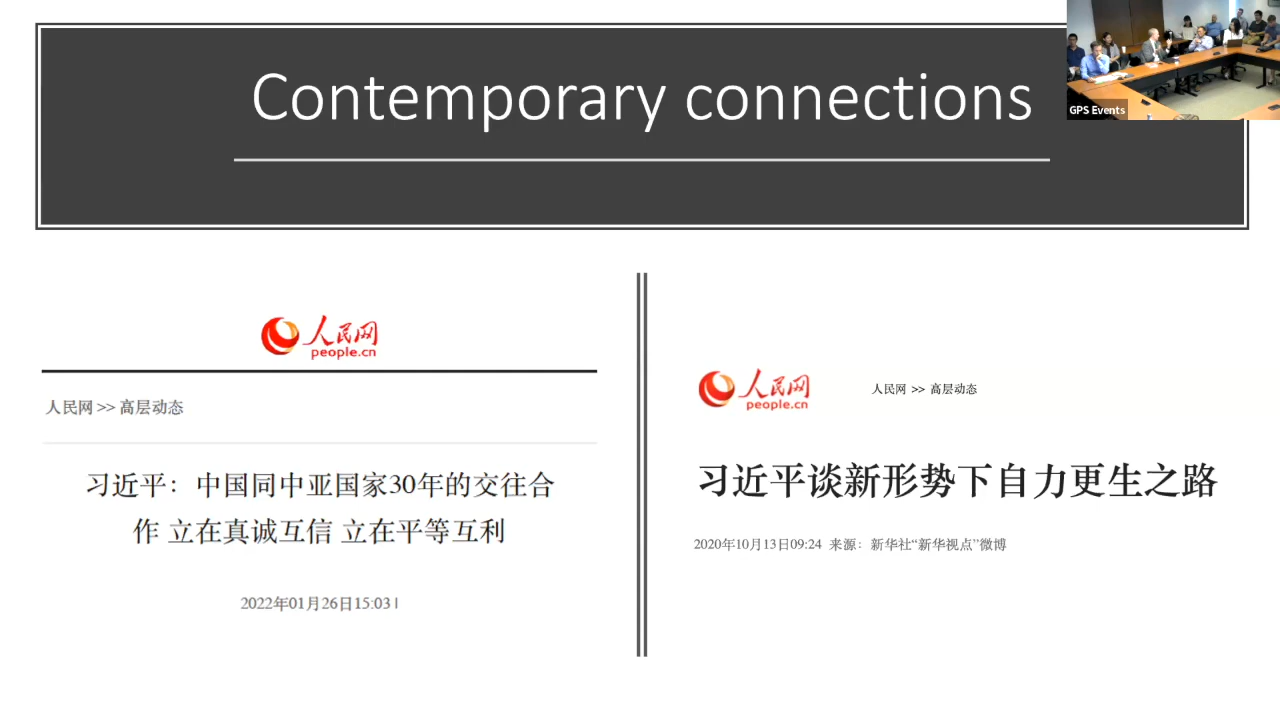 Contemporary connections
GPS Events
人民网
people.cn
人民网 >> 高层动态
习近平：中国同中亚国家30年的交往合
作 立在真诚互信 立在平等互利
2022年01月26日15:03 |
人民网
people.cn
人民网 >> 高层动态
习近平谈新形势下自力更生之路
2020年10月13日09:24 来源：新华社“新华视点”微博